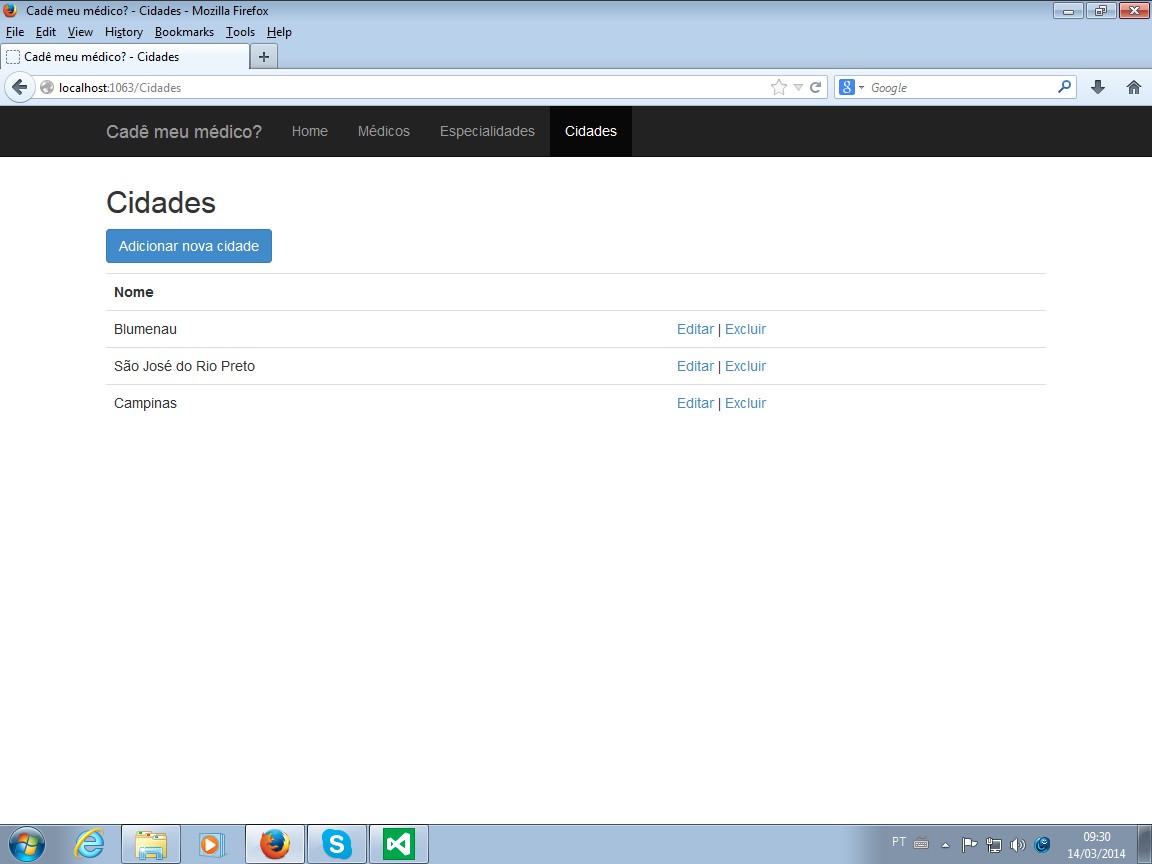 Cadê meu médico? - Cidades - Mozilla Firefox
File Edit View History Bookmarks Tools Help
Cadê meu médico? - Cidades
localhost:1063/Cidades
Google
Cadê meu médico? Home Médicos Especialidades Cidades
Cidades
Adicionar nova cidade
Nome
Blumenau Editar | Excluir
São José do Rio Preto Editar | Excluir
Campinas Editar | Excluir
PT
09:30
14/03/2014